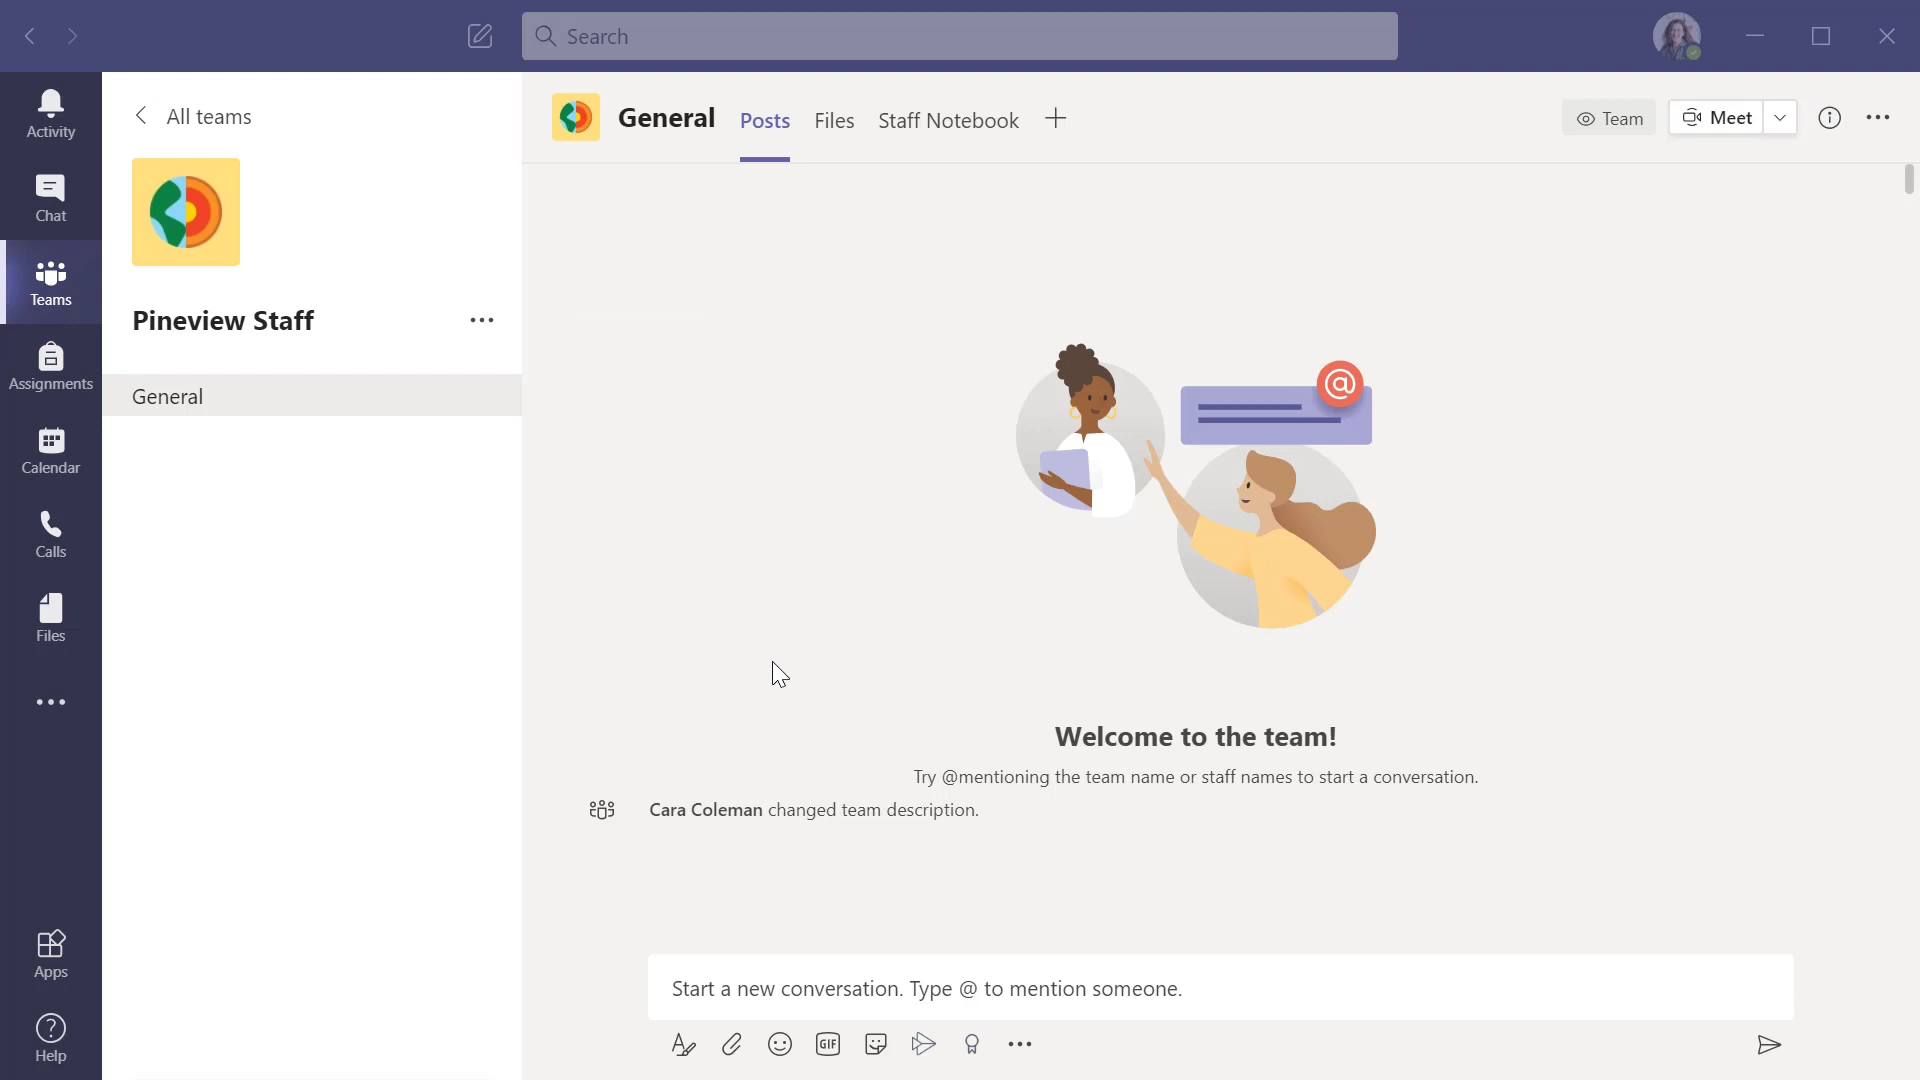 Search
Activity
Chat
Teams
Assignments
Calendar
Calls
Files
Apps
Help
All teams
Pineview Staff
General
General
Posts
Files
Staff Notebook
Team
Meet
@
Welcome to the team!
Try @mentioning the team name or staff names to start a conversation.
Cara Coleman changed team description.
Start a new conversation. Type @ to mention someone.
GIF